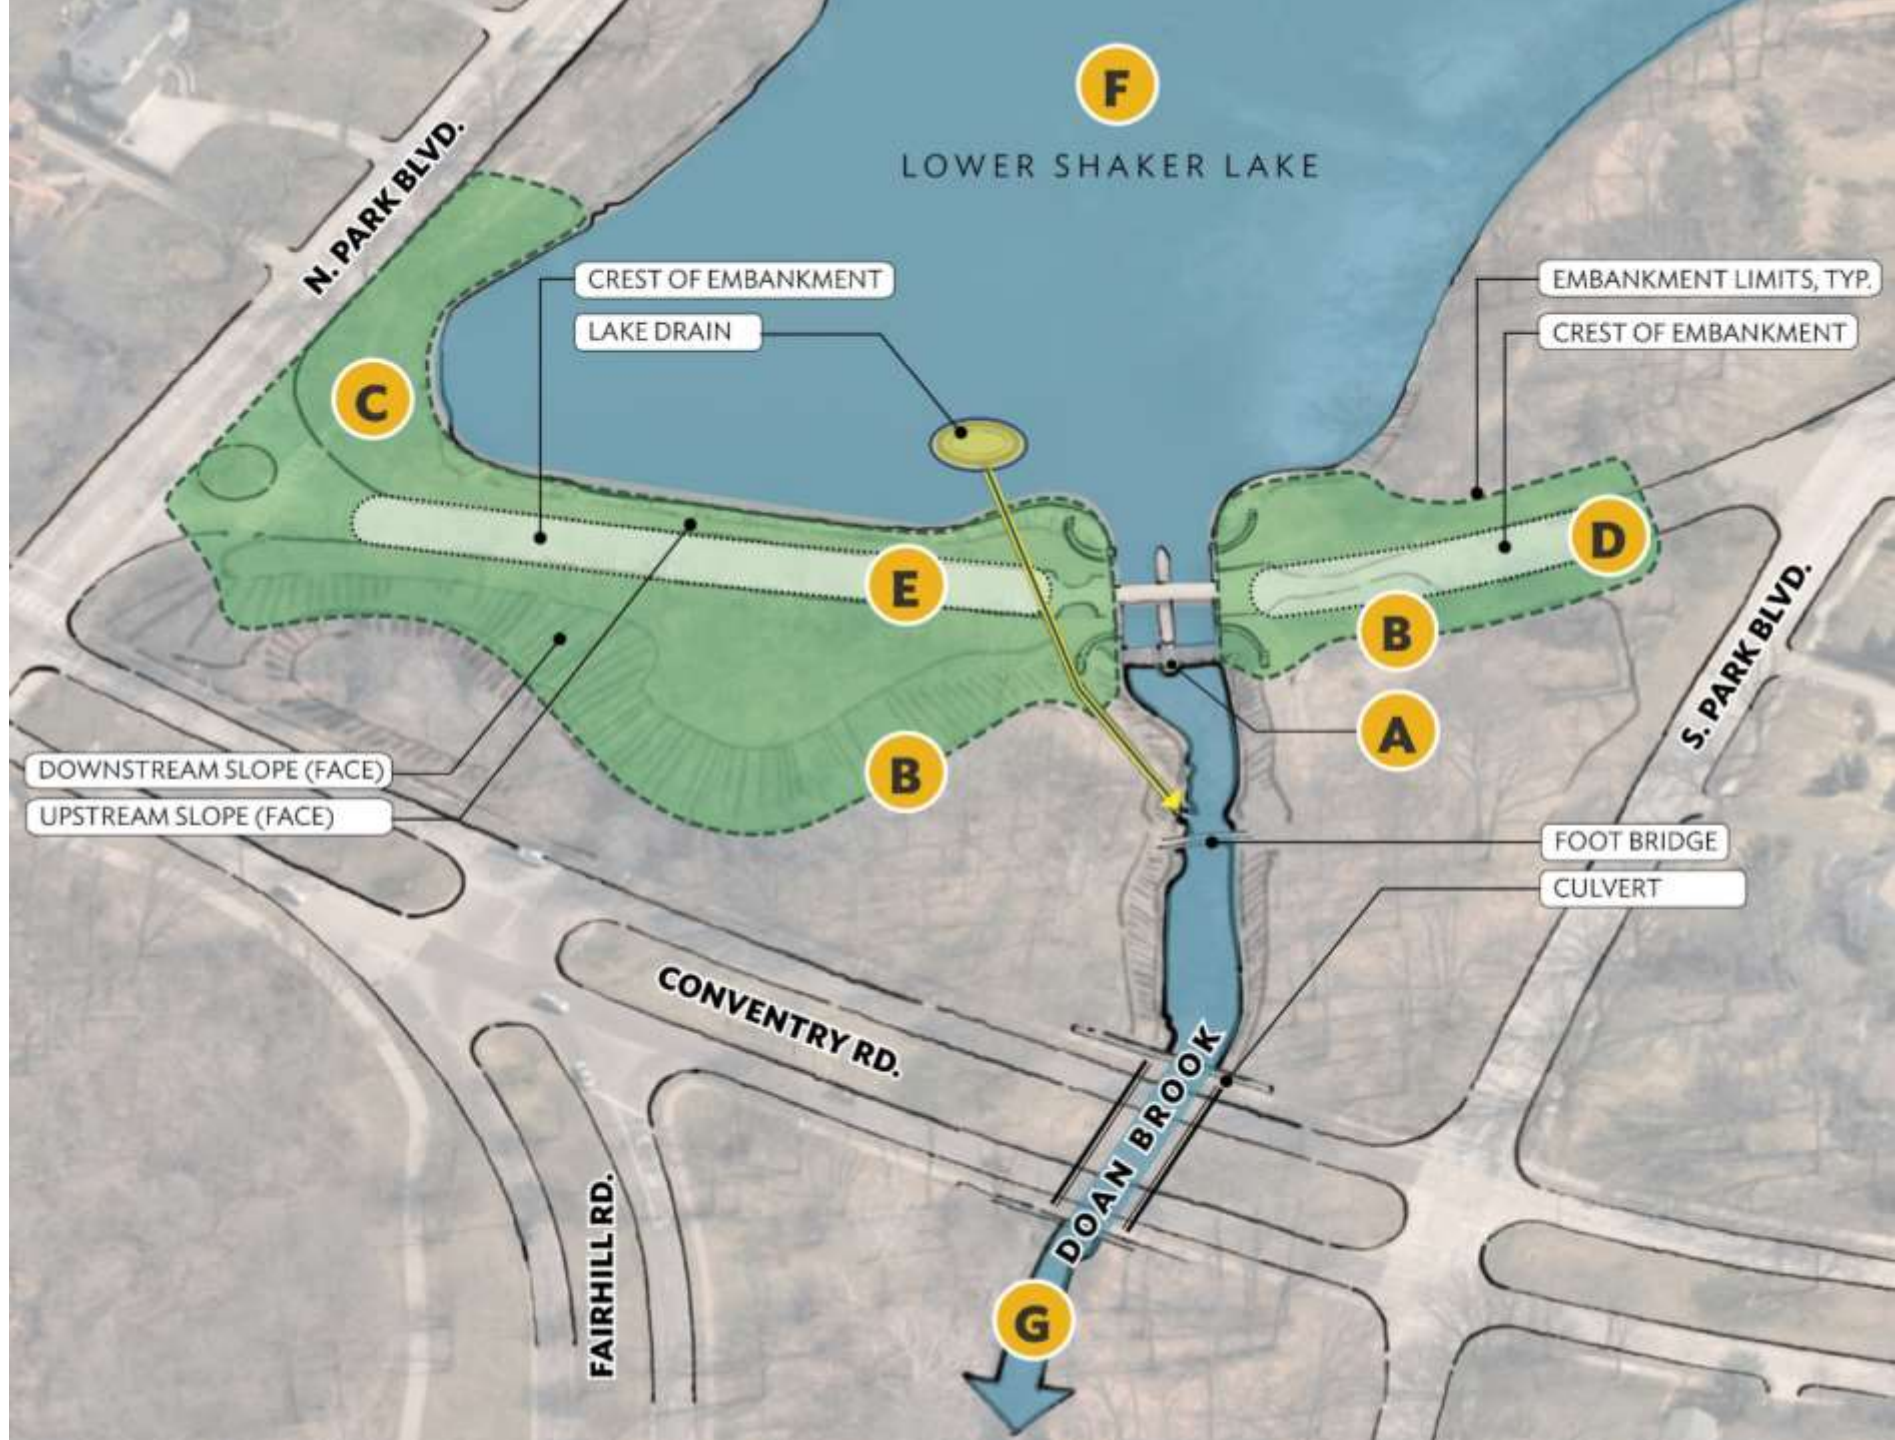 F
LOWER SHAKER LAKE
N. PARK BLVD.
CREST OF EMBANKMENT
LAKE DRAIN
EMBANKMENT LIMITS, TYP.
CREST OF EMBANKMENT
C
D
E
B
S. PARK BLVD.
A
B
DOWNSTREAM SLOPE (FACE)
UPSTREAM SLOPE (FACE)
FOOT BRIDGE
CULVERT
CONVENTRY RD.
DOAN BROOK
FAIRHILL RD.
G